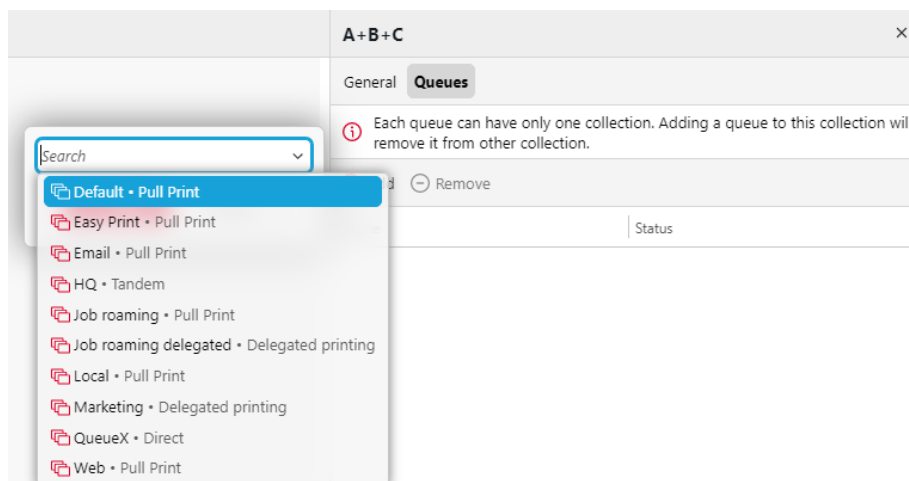 A+B+C
General Queues
Each queue can have only one collection. Adding a queue to this collection wil
remove it from other collection.
Remove
Status
Search
Default • Pull Print
Easy Print • Pull Print
Email • Pull Print
HQ • Tandem
Job roaming • Pull Print
Job roaming delegated • Delegated printing
Local • Pull Print
Marketing • Delegated printing
QueueX • Direct
Web • Pull Print